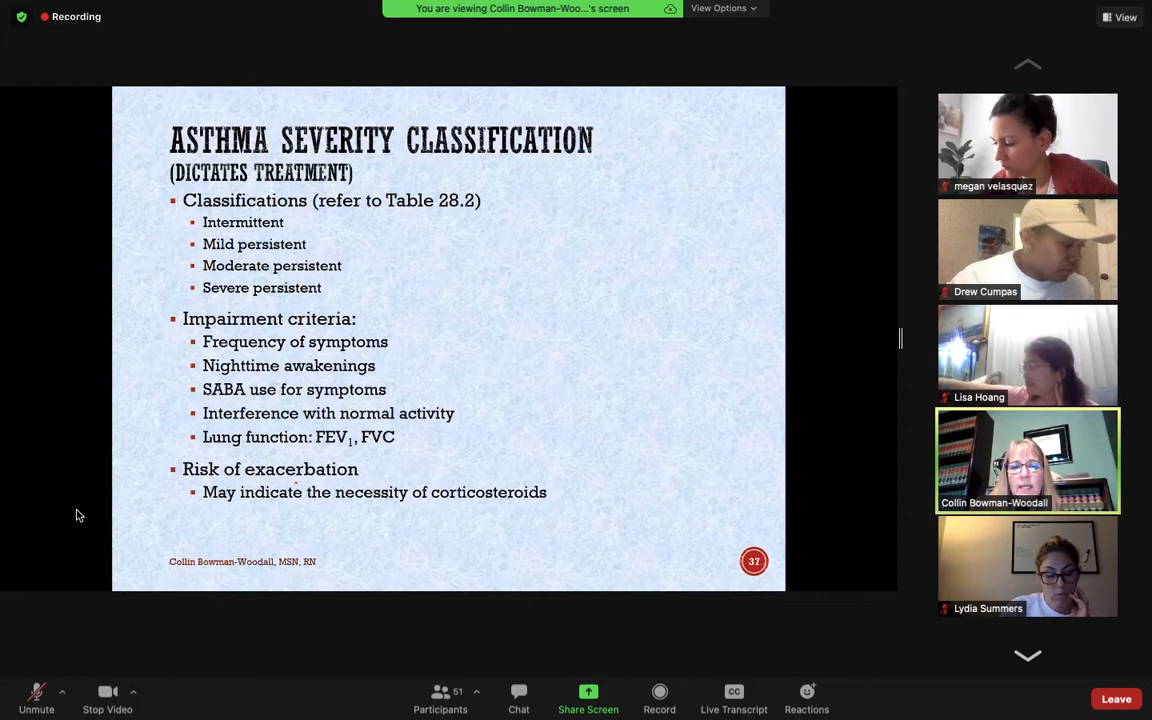 Recording
You are viewing Collin Bowman-Woo...'s screen
View Options
View
ASTHMA SEVERITY CLASSIFICATION
(DICTATES TREATMENT)
Classifications (refer to Table 28.2)
Intermittent
Mild persistent
Moderate persistent
Severe persistent
Impairment criteria:
Frequency of symptoms
Nighttime awakenings
SABA use for symptoms
Interference with normal activity
Lung function: FEV1, FVC
Risk of exacerbation
May indicate the necessity of corticosteroids
Collin Bowman-Woodall, MSN, RN
37
megan velasquez
Drew Cumpas
Lisa Hoang
Collin Bowman-Woodall
Lydia Summers
Unmute
Stop Video
51
Participants
Chat
Share Screen
Record
CC
Live Transcript
Reactions
Leave